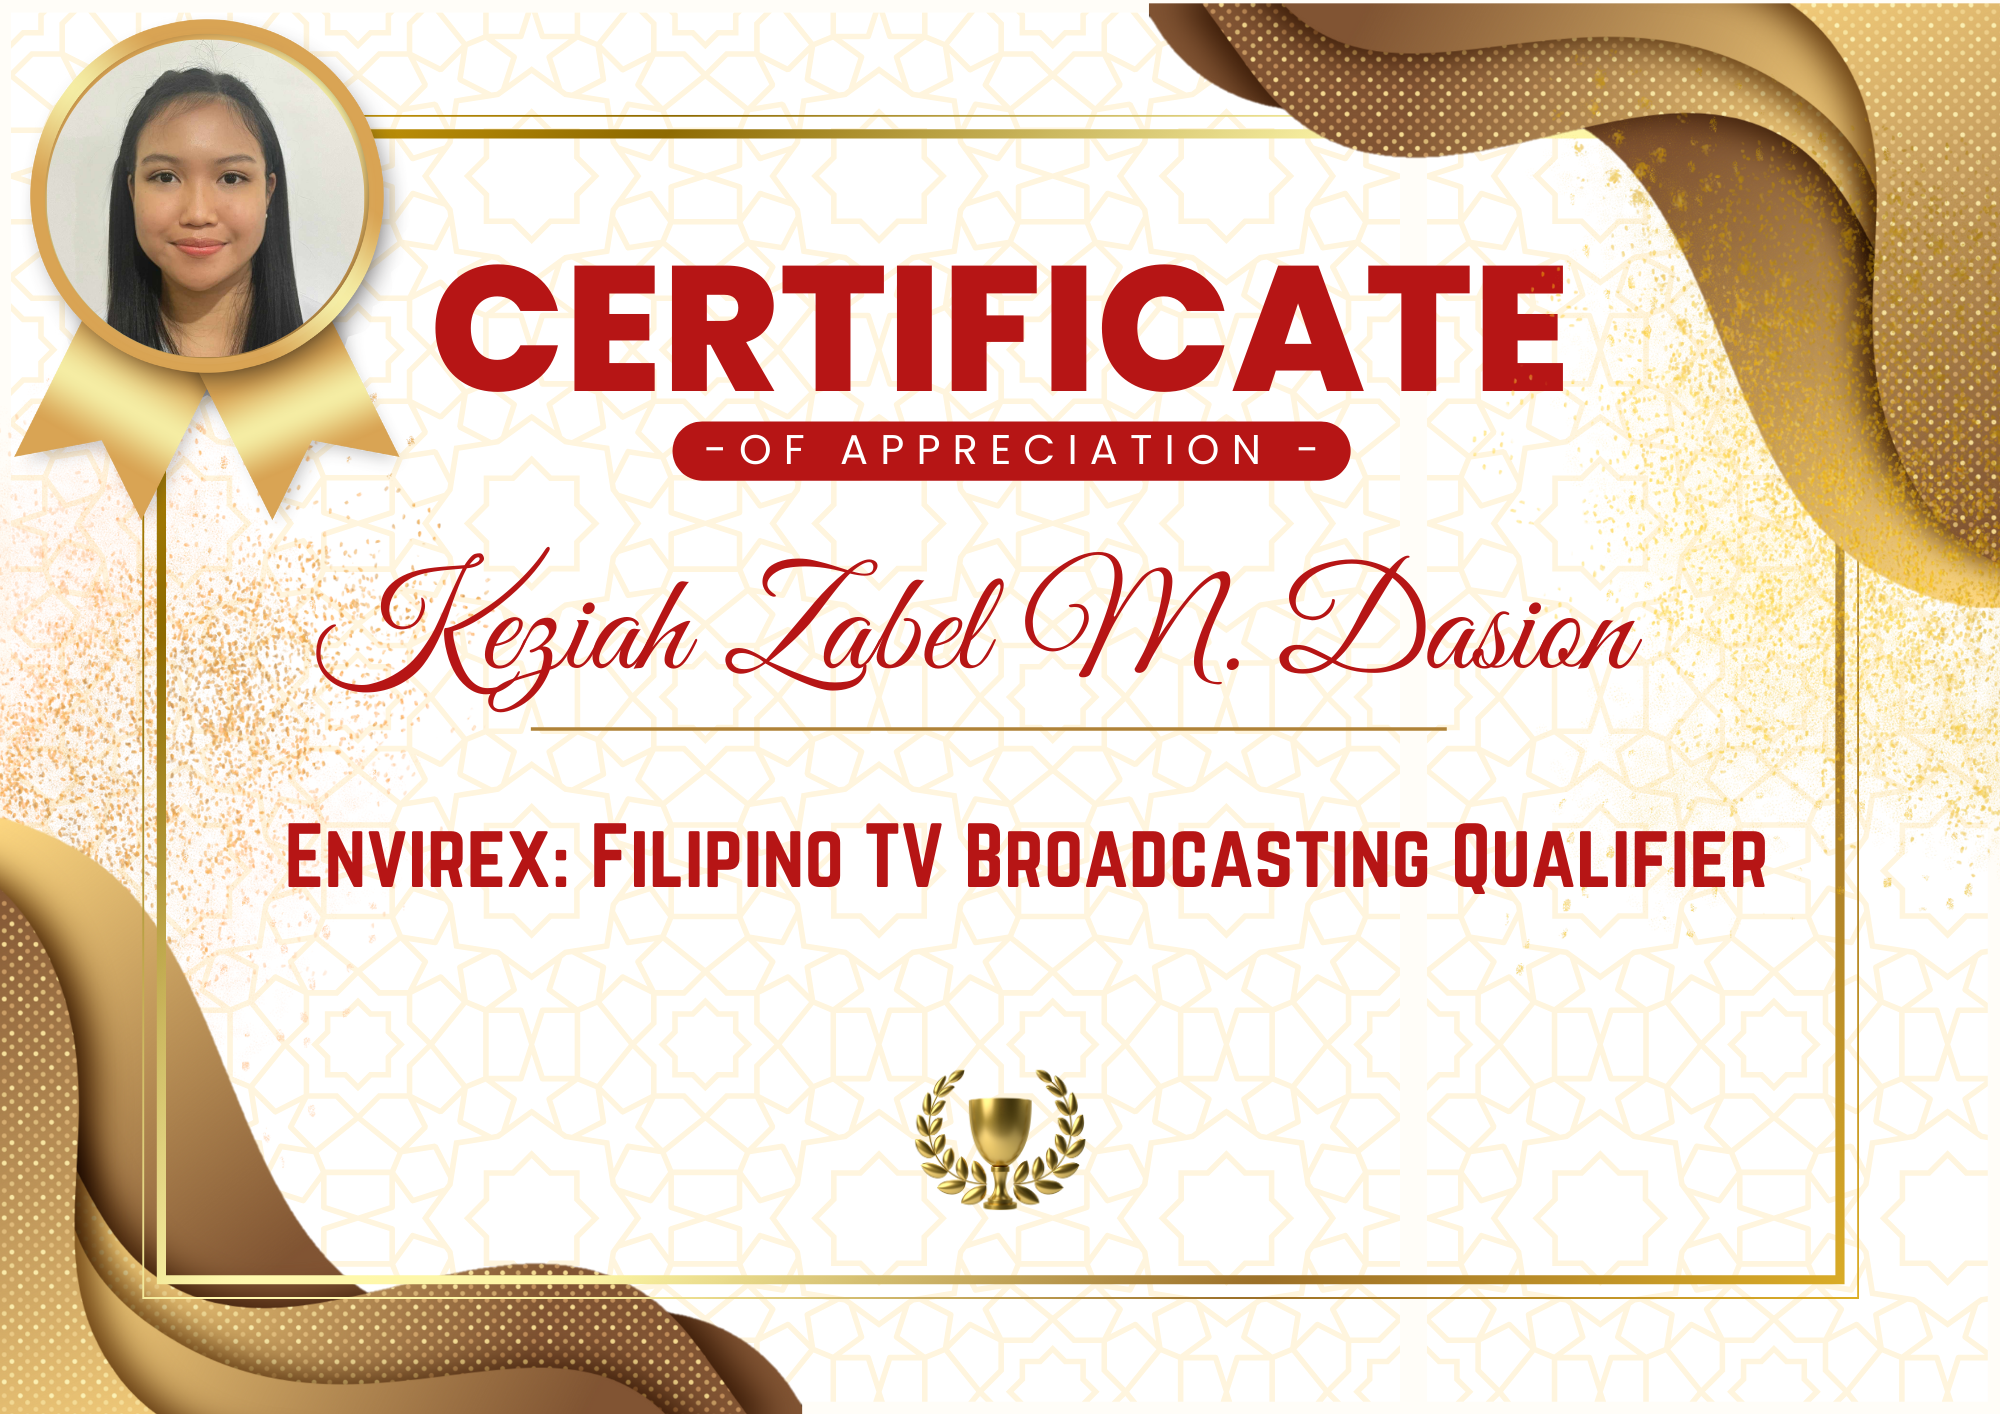 CERTIFICATE
-OF APPRECIATION -
Keziah Zabel M. Dasion
Envirex: Filipino TV Broadcasting Qualifier